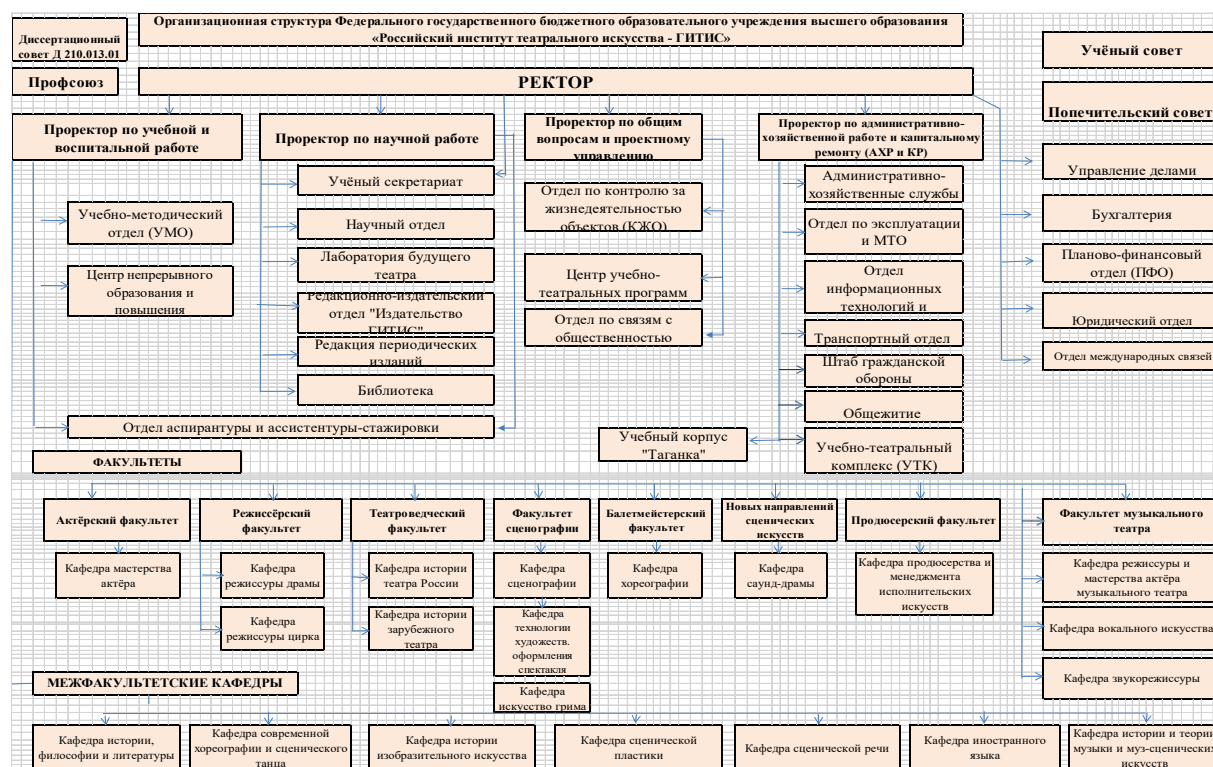 Организационная структура Федерального государственного бюджетного образовательного учреждения высшего образования
«Российский институт театрального искусства - ГИТИС»
Диссертационный
совет Д 210.013.01
Учёный совет
Профсоюз
РЕКТОР
Попечительский совет
Проректор по учебной и
воспитальной работе
Проректор по научной работе
Проректор по общим
вопросам и проектному
управлению
Проректор по административно-
хозяйственной работе и капитальному
ремонту (АХР и КР)
Управление делами
Бухгалтерия
Планово-финансовый
отдел (ПФО)
Юридический отдел
Отдел международных связей
Учебно-методический
отдел (УМО)
Центр непрерывного
образования и
повышения
Учёный секретариат
Научный отдел
Лаборатория будущего
театра
Редакционно-издательский
отдел "Издательство
ГИТИС"
Редакция периодических
изданий
Библиотека
Отдел аспирантуры и ассистентуры-стажировки
Отдел по контролю за
жизнедеятельностью
объектов (КЖО)
Центр учебно-
театральных программ
Отдел по связям с
общественностью
Административно-
хозяйственные службы
Отдел по эксплуатации
и МТО
Отдел
информационных
технологий и
Транспортный отдел
Штаб гражданской
обороны
Общежитие
Учебно-театральный
комплекс (УТК)
Учебный корпус
"Таганка"
ФАКУЛЬТЕТЫ
Актёрский факультет
Кафедра мастерства
актёра
Режиссёрский
факультет
Кафедра
режиссуры драмы
Кафедра
режиссуры цирка
Театроведческий
факультет
Кафедра истории
театра России
Кафедра истории
зарубежного
театра
Факультет
сценографии
Кафедра
сценографии
Кафедра
технологии
художеств.
оформления
спектакля
Кафедра
искусство грима
Балетмейстерский
факультет
Кафедра
хореографии
Новых направлений
сценических
искусств
Кафедра
саунд-драмы
Продюсерский факультет
Кафедра продюсерства и
менеджмента
исполнительских
искусств
Факультет музыкального
театра
Кафедра режиссуры и
мастерства актёра
музыкального театра
Кафедра вокального искусства
Кафедра звукорежиссуры
МЕЖФАКУЛЬТЕТСКИЕ КАФЕДРЫ
Кафедра истории,
философии и литературы
Кафедра современной
хореографии и сценического
танца
Кафедра истории
изобразительного искусства
Кафедра сценической
пластики
Кафедра сценической речи
Кафедра иностранного
языка
Кафедра истории и теории
музыки и муз-сценических
искусств